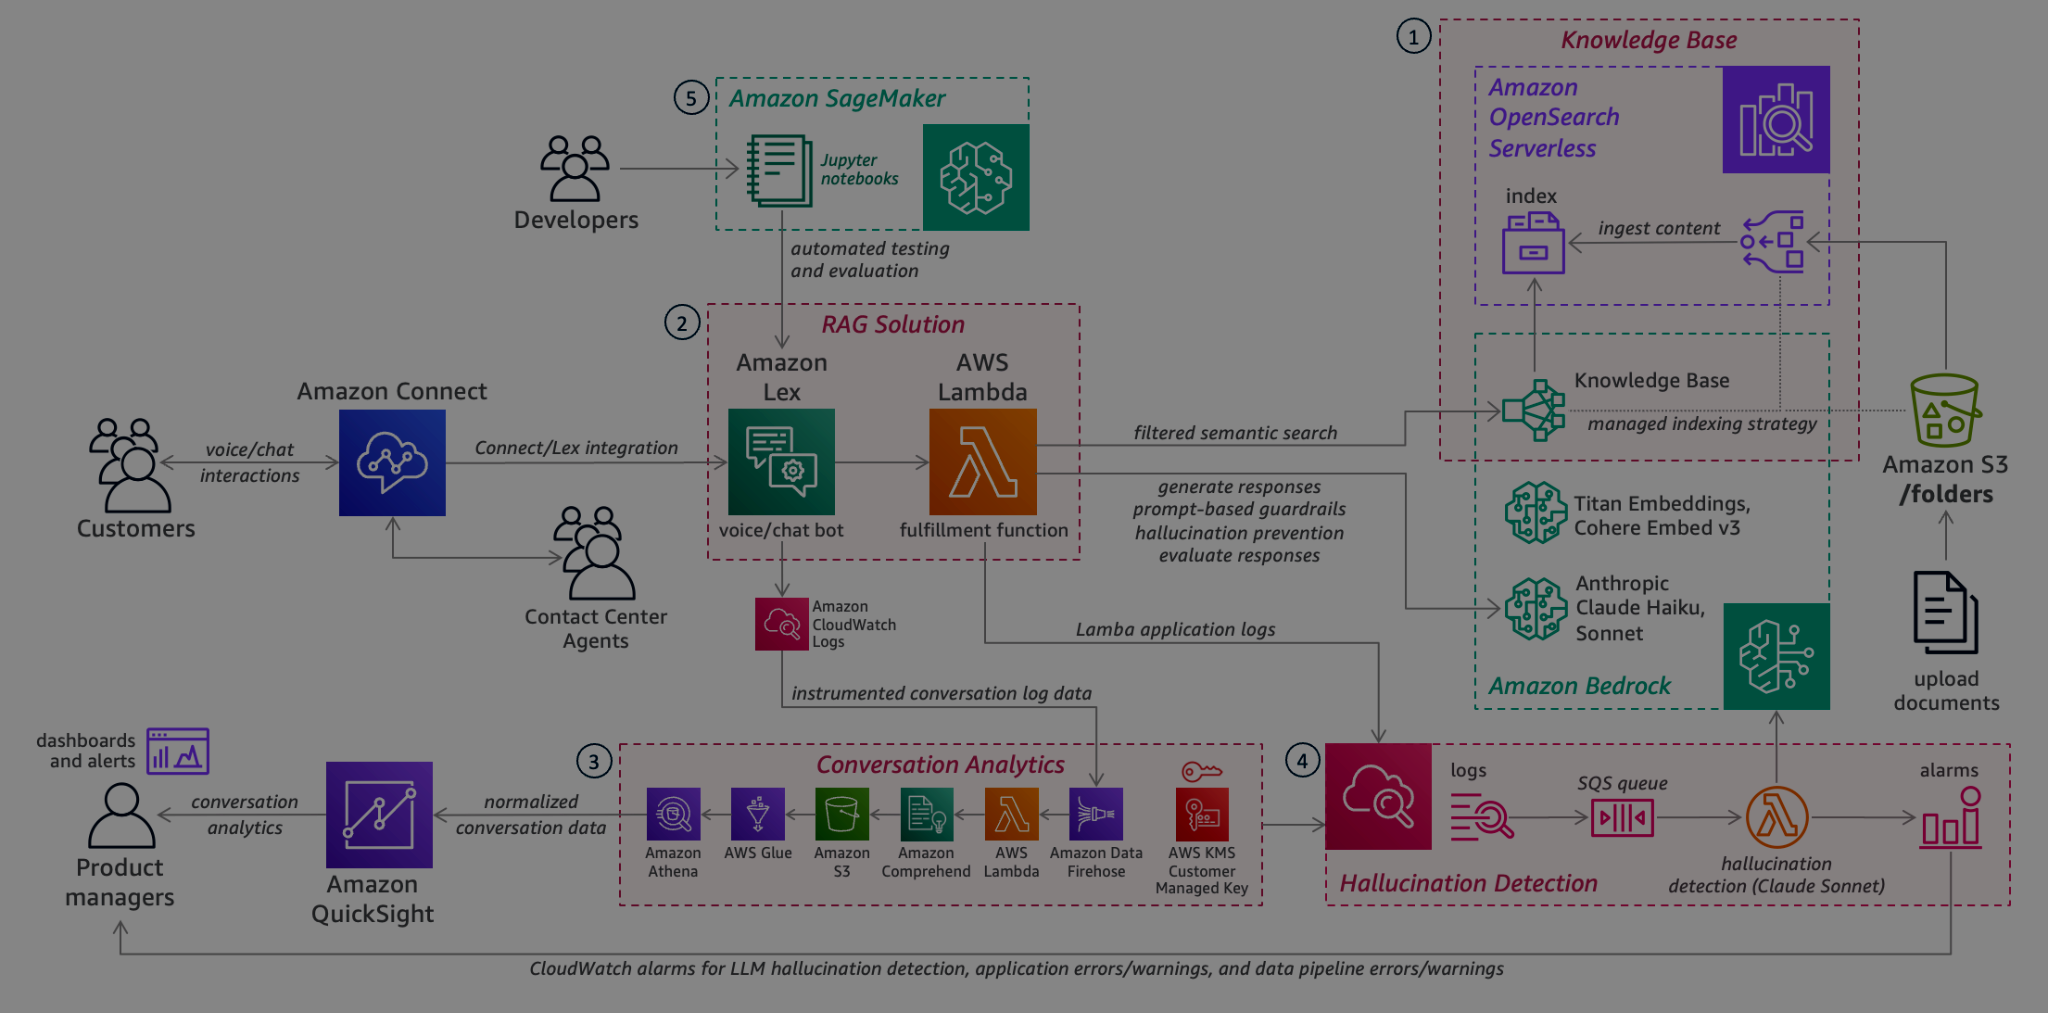 1
Knowledge Base
Amazon
OpenSearch
Serverless
index
ingest content
Knowledge Base
managed indexing strategy
Titan Embeddings,
Cohere Embed v3
Anthropic
Claude Haiku,
Sonnet
Amazon Bedrock
Amazon S3
/folders
upload
documents
5
Amazon SageMaker
Jupyter
notebooks
Developers
automated testing
and evaluation
2
RAG Solution
Amazon
Lex
AWS
Lambda
voice/chat bot
fulfillment function
Amazon Connect
Customers
voice/chat
interactions
Connect/Lex integration
Contact Center
Agents
filtered semantic search
generate responses
prompt-based guardrails
hallucination prevention
evaluate responses
Amazon
CloudWatch
Logs
Lamba application logs
instrumented conversation log data
dashboards
and alerts
Product
managers
conversation
analytics
Amazon
QuickSight
normalized
conversation data
3
Conversation Analytics
Amazon
Athena
AWS Glue
Amazon
S3
Amazon
Comprehend
AWS
Lambda
Amazon Data
Firehose
AWS KMS
Customer
Managed Key
4
logs
SQS queue
alarms
hallucination
detection (Claude Sonnet)
Hallucination Detection
CloudWatch alarms for LLM hallucination detection, application errors/warnings, and data pipeline errors/warnings